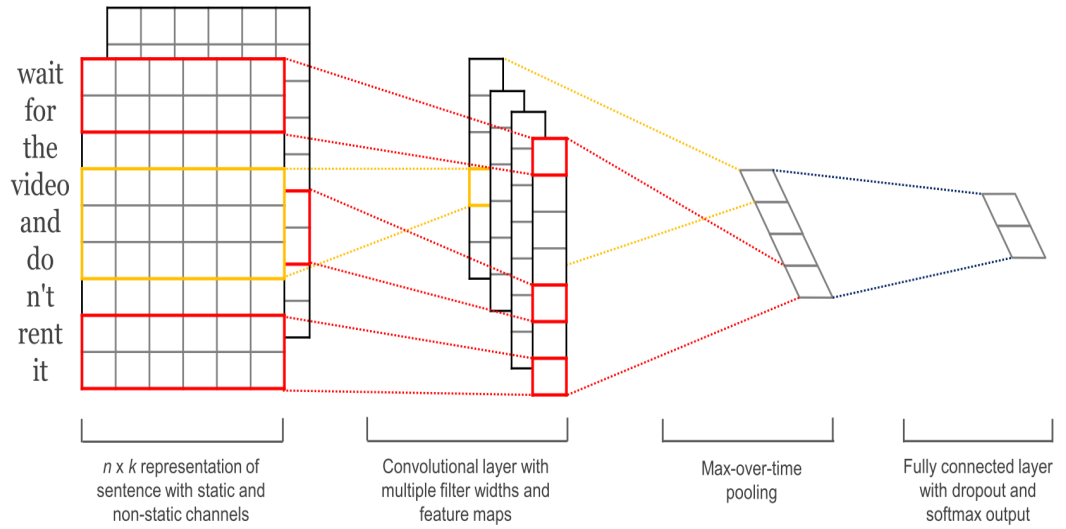 wait
for
the
video
and
do
n't
rent
it
n x k representation of
sentence with static and
non-static channels
Convolutional layer with
multiple filter widths and
feature maps
Max-over-time
pooling
Fully connected layer
with dropout and
softmax output